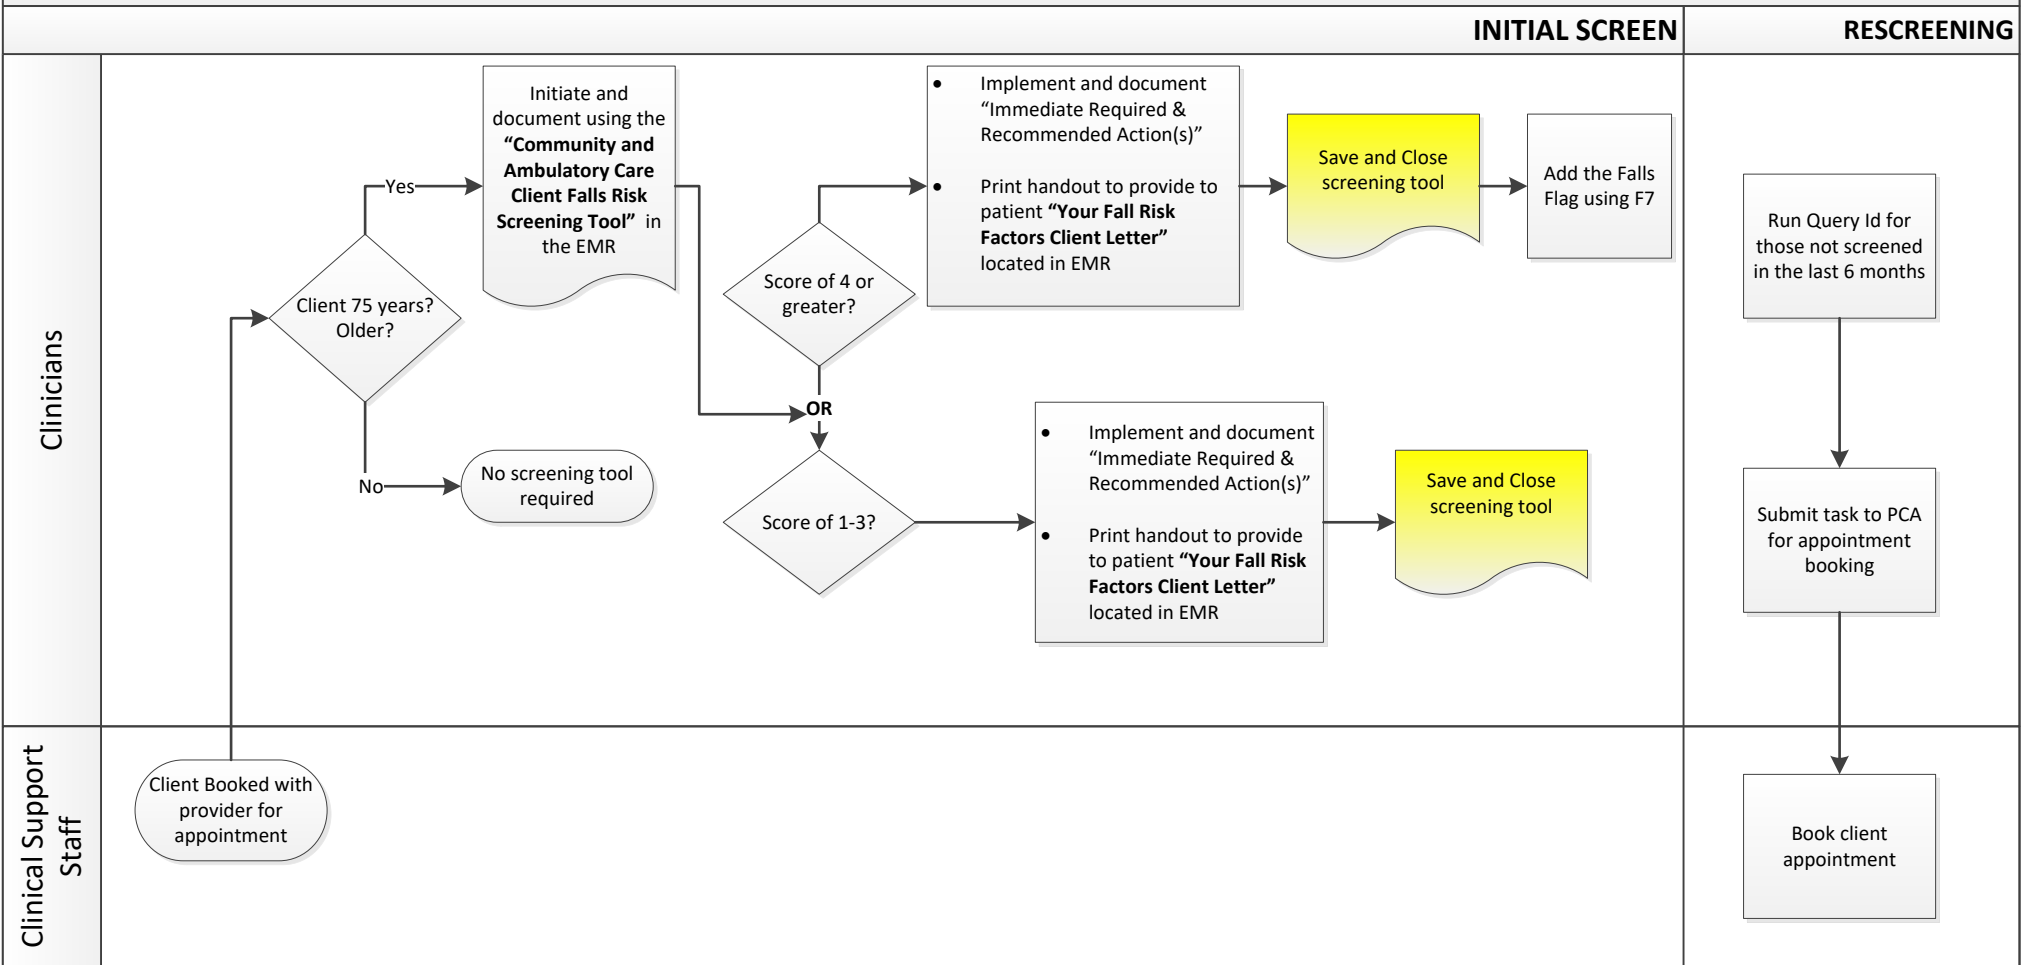 INITIAL SCREEN
RESCREENING
Clinicians
Initiate and
document using the
“Community and
Ambulatory Care
Client Falls Risk
Screening Tool” in
the EMR
Yes
Client 75 years?
Older?
No
No screening tool
required
Score of 4 or
greater?
OR
Score of 1-3?
• Implement and document
“Immediate Required &
Recommended Action(s)”
• Print handout to provide to
patient “Your Fall Risk
Factors Client Letter”
located in EMR
Save and Close
screening tool
Add the Falls
Flag using F7
• Implement and document
“Immediate Required &
Recommended Action(s)”
• Print handout to provide
to patient “Your Fall Risk
Factors Client Letter”
located in EMR
Save and Close
screening tool
Run Query Id for
those not screened
in the last 6 months
Submit task to PCA
for appointment
booking
Clinical Support
Staff
Client Booked with
provider for
appointment
Book client
appointment